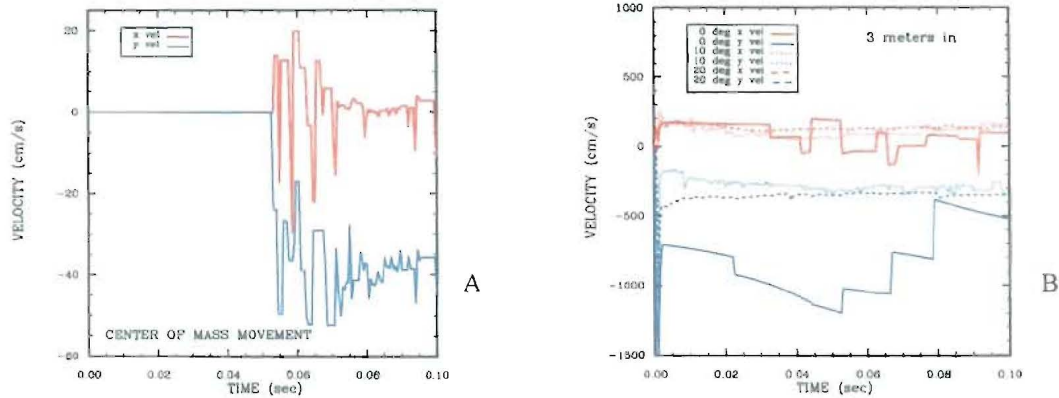 20
0
-20
-40
-60
VELOCITY (cm/s)
x vel
y vel
CENTER OF MASS MOVEMENT
0.00 0.02 0.04 0.06 0.08 0.10
TIME (sec)
A
1000
500
0
-500
-1000
-1500
VELOCITY (cm/s)
0 deg x vel
0 deg y vel
10 deg x vel
10 deg y vel
20 deg x vel
20 deg y vel
3 meters in
0.00 0.02 0.04 0.06 0.08 0.10
TIME (sec)
B